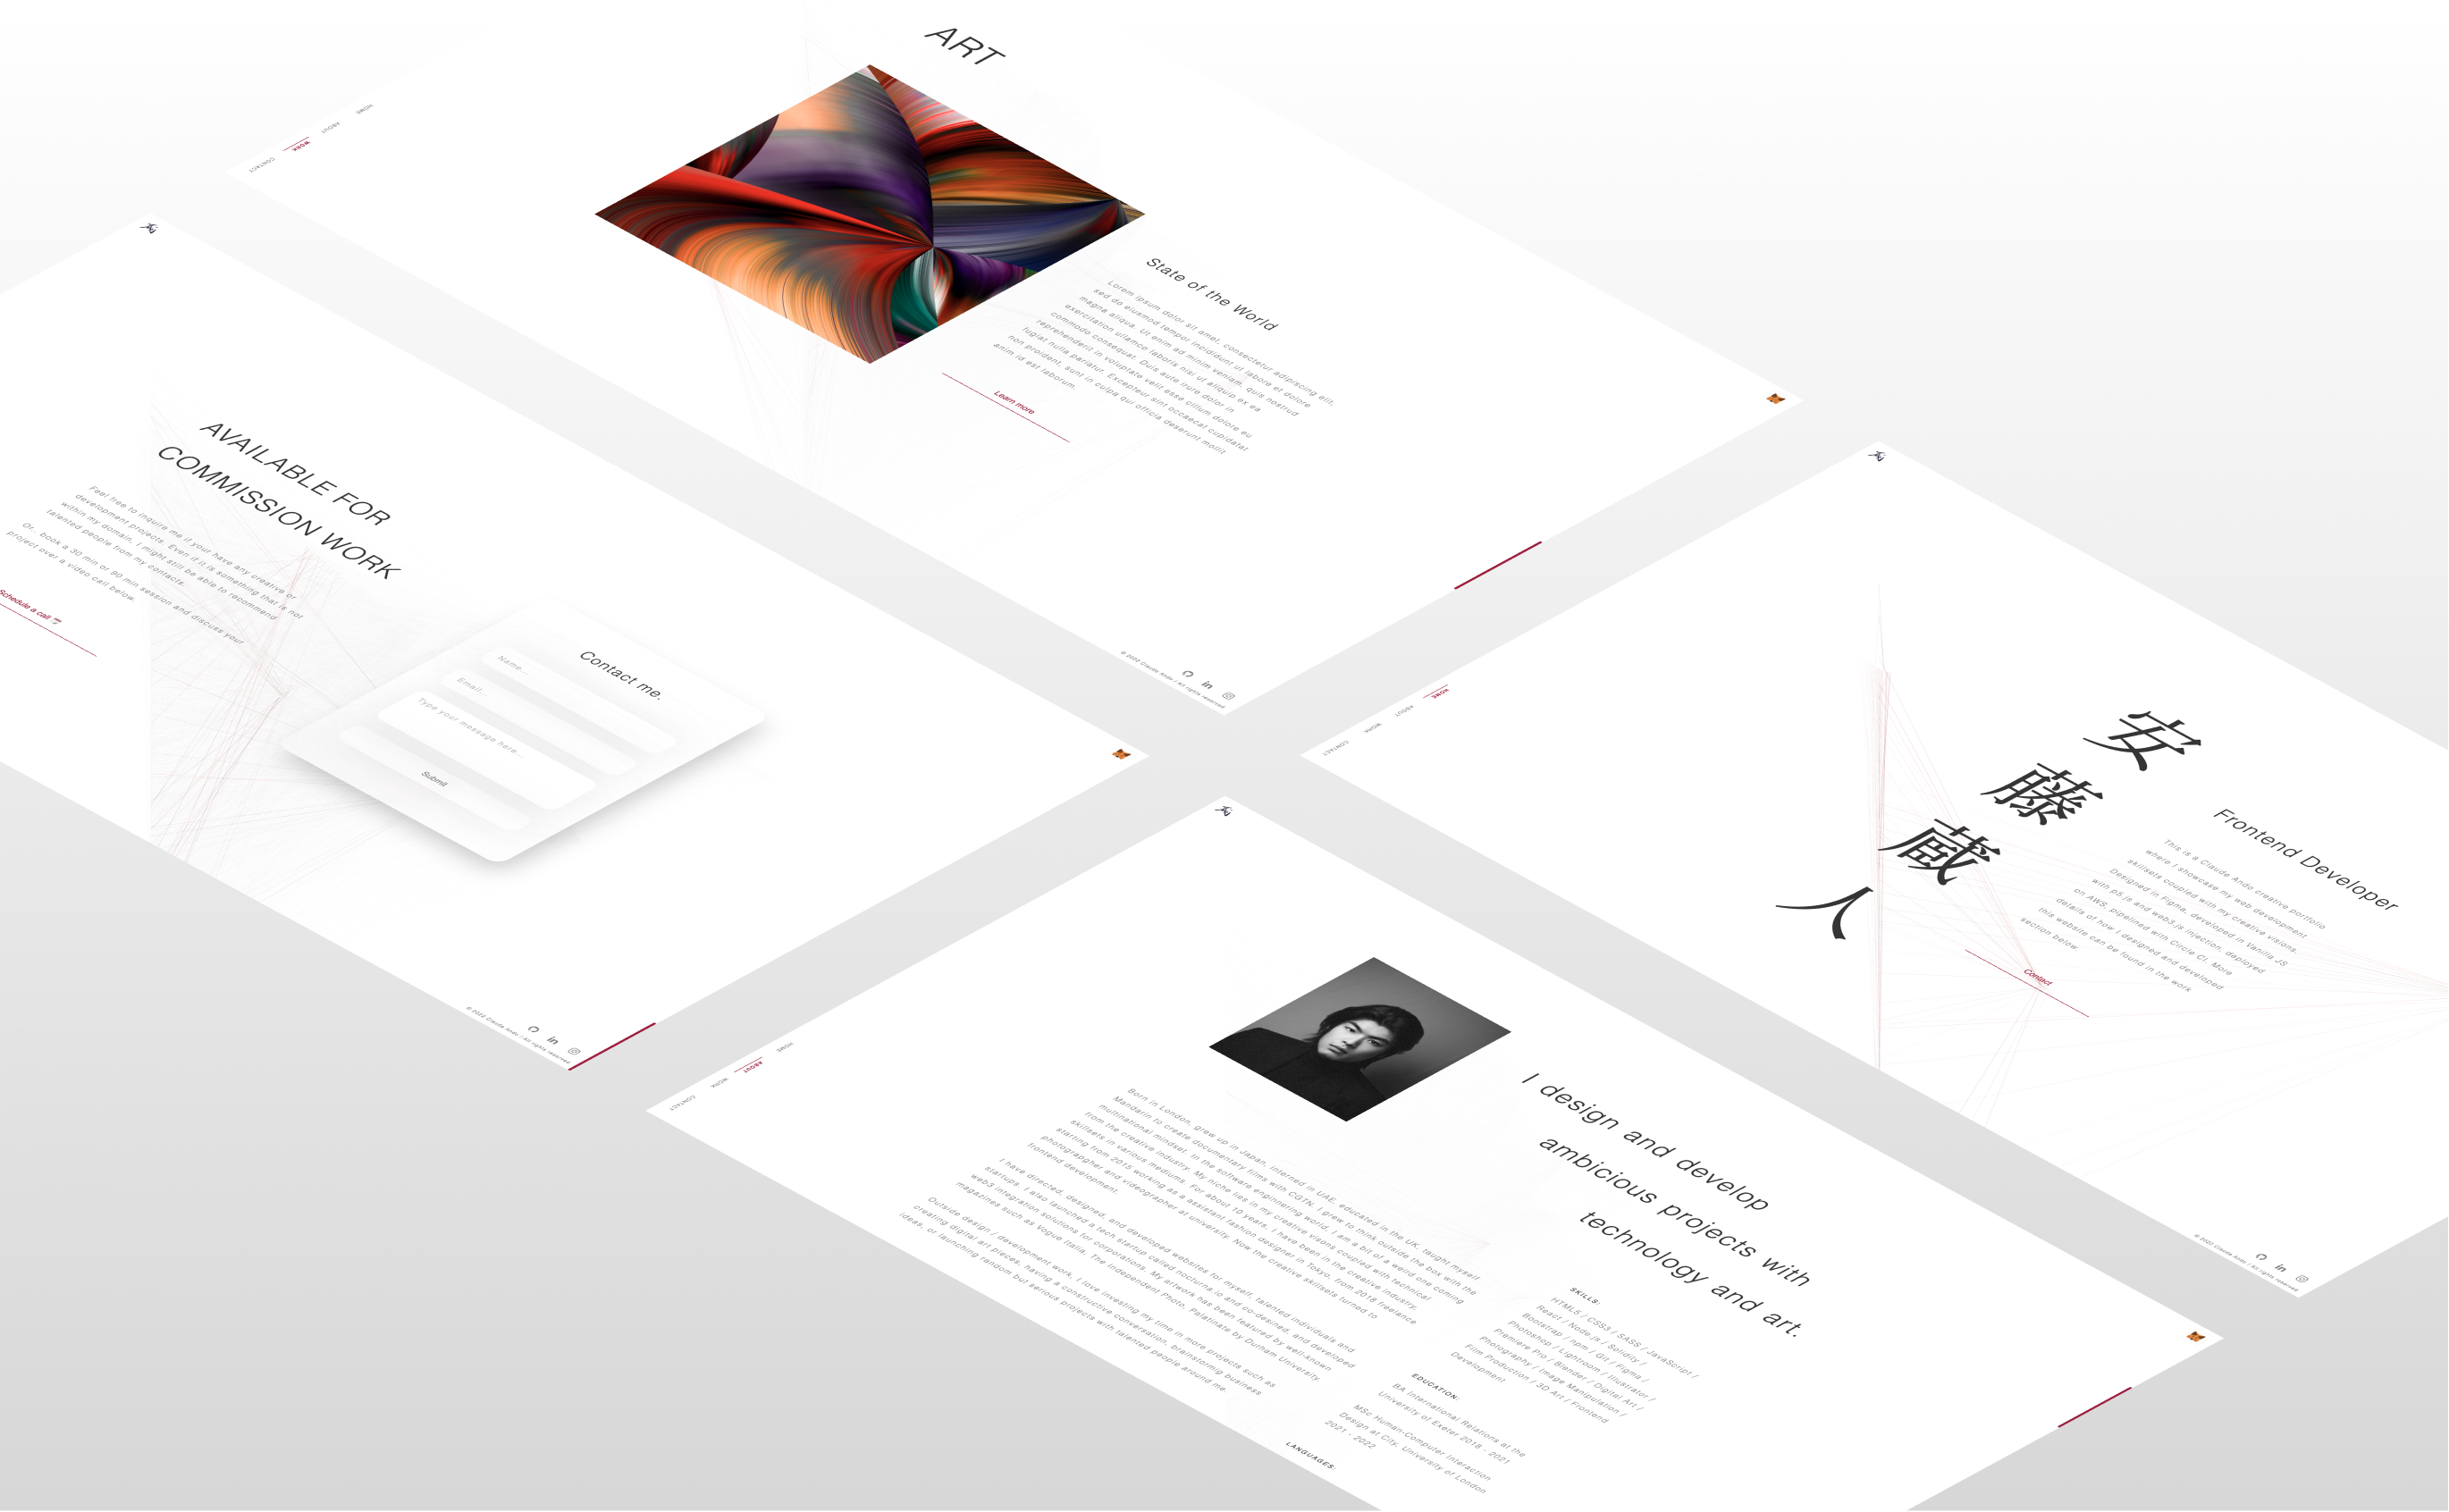 HOME
ABOUT
WORK
CONTACT
ART
State of the World
Lorem ipsum dolor sit amet, consectetur adipiscing elit,
sed do eiusmod tempor incididunt ut labore et dolore
magna aliqua. Ut enim ad minim veniam, quis nostrud
exercitation ullamco laboris nisi ut aliquip ex ea
commodo consequat. Duis aute irure dolor in
reprehenderit in voluptate velit esse cillum dolore eu
fugiat nulla pariatur. Excepteur sint occaecat cupidatat
non proident, sunt in culpa qui officia deserunt mollit
anim id est laborum.
Learn more
© 2022 Claude Ando / All rights reserved
AVAILABLE FOR
COMMISSION WORK
Feel free to inquire me if your have any creative or
development projects. Even if it is something that is not
within my domain, I might still be able to recommend
talented people from my contacts.
Or, book a 30 min or 90 min session and discuss your
project over a video call below.
Schedule a call
Contact me.
Name...
Email...
Type your message here...
Submit
© 2022 Claude Ando / All rights reserved
HOME
ABOUT
WORK
CONTACT
安
藤
蔵
人
Frontend Developer
This is a Claude Ando creative portfolio
where I showcase my web development
skillsets coupled with my creative visions.
Designed in Figma, developed in Vanilla JS
with p5.js and web3.js injection, deployed
on AWS, pipelined with Circle CI. More
details of how I designed and developed
this website can be found in the work
section below
Contact
© 2022 Claude Ando / All rights reserved
HOME
ABOUT
WORK
CONTACT
I design and develop
ambicious projects with
technology and art.
Born in London, grew up in Japan, interned in UAE, educated in the UK, taught myself
Mandarin to create documentary films with CGTN. I grew to think outside the box with the
multinational mindset. In the software enginnering world, I am a bit of a weird one - coming
from the creative industry. My niche lies in my creative visons coupled with technical
skillsets in various mediums. For about 10 years, I have been in the creative industry,
starting from 2015 working as a assistant fashion designer in Tokyo, from 2018 freelance
photograpgher and videographer at university. Now the creative skillsets turned to
frontend development.
I have directed, designed, and developed websites for myself, talented individuals and
startups. I also launched a tech startup called nocturna.io and co-desined, and developed
web3 integration solutions for corporations. My artwork has been featured by well-known
magazines such as Vogue Italia, The Independent Photo, Palatinate by Durham University.
Outside design / development work, I love investing my time in more projects such as
creating digital art pieces, having a constructive conversation, brainstormig business
ideas, or launching random but serious projects with talented people around me.
SKILLS:
HTML5 / CSS3 / SASS / JavaScript /
React / Node.js / Solidity /
Bootstrap / npm / Git / Figma /
Photoshop / Lightroom / Illustrator /
Premiere Pro / Blender / Digital Art /
Photography / Image Manipulation /
Film Production / 3D Art / Frontend
Development
EDUCATION:
BA International Relations at the
University of Exeter 2018 - 2021
MSc Human-Computer Interaction
Design at City, University of London
2021 - 2022
LANGUAGES: